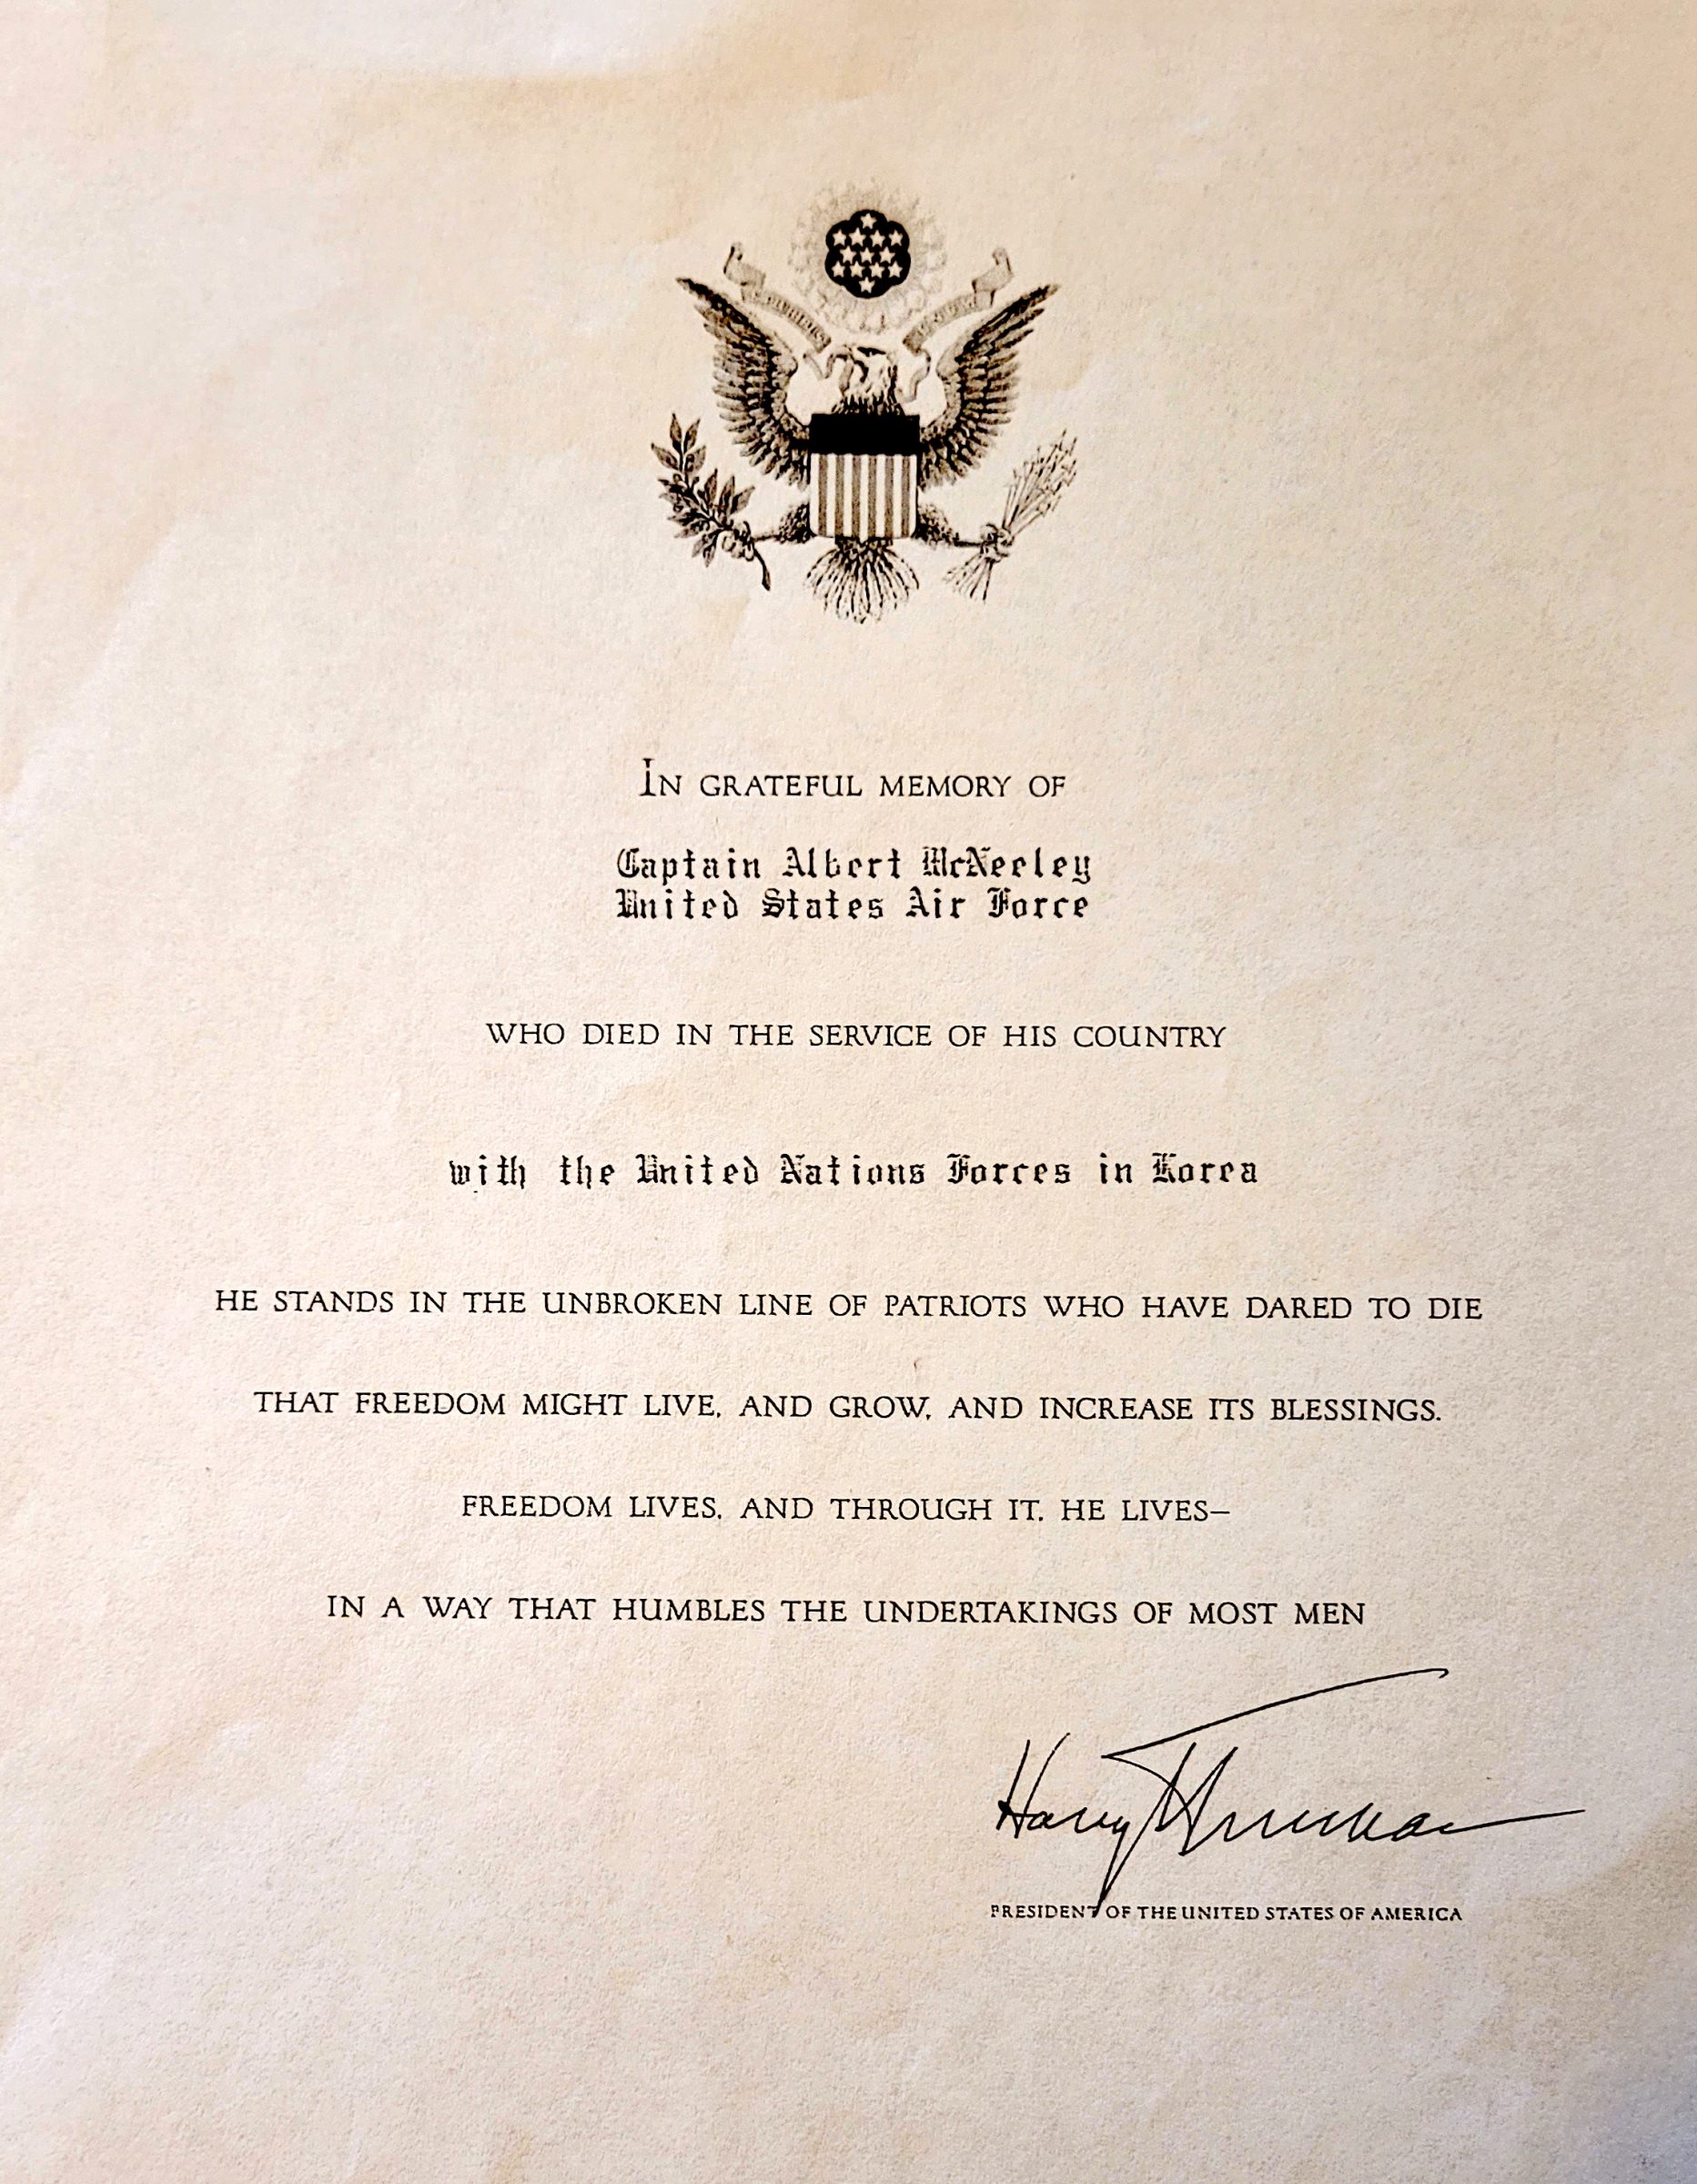 IN GRATEFUL MEMORY OF
Captain Albert McNeeley
United States Air Force
WHO DIED IN THE SERVICE OF HIS COUNTRY
with the United Nations Forces in Korea
HE STANDS IN THE UNBROKEN LINE OF PATRIOTS WHO HAVE DARED TO DIE
THAT FREEDOM MIGHT LIVE, AND GROW, AND INCREASE ITS BLESSINGS.
FREEDOM LIVES, AND THROUGH IT, HE LIVES—
IN A WAY THAT HUMBLES THE UNDERTAKINGS OF MOST MEN
Harry Truman
PRESIDENT OF THE UNITED STATES OF AMERICA